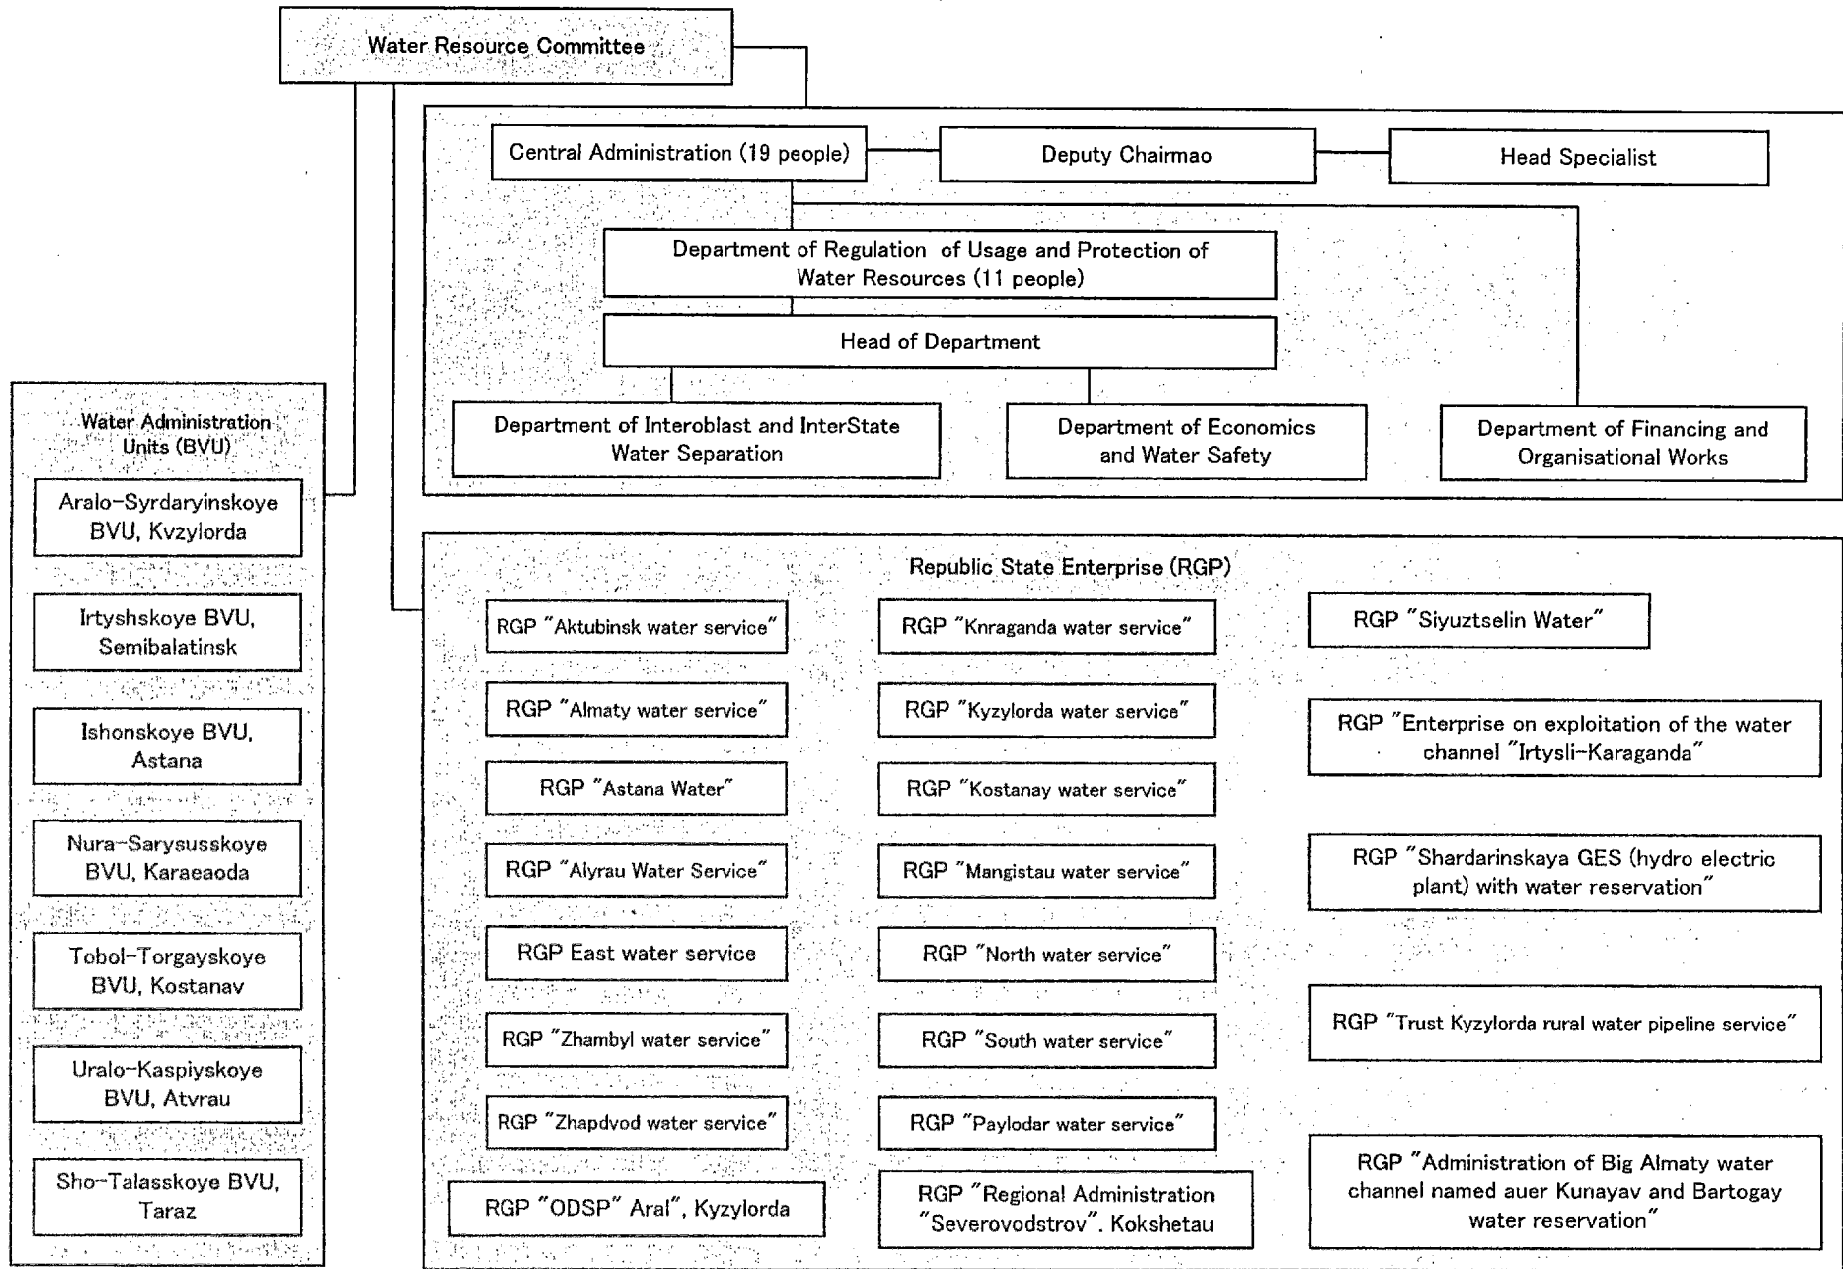 Water Resource Committee
Central Administration (19 people)
Deputy Chairmao
Head Specialist
Department of Regulation of Usage and Protection of
Water Resources (11 people)
Head of Department
Department of Interoblast and InterState
Water Separation
Department of Economics
and Water Safety
Department of Financing and
Organisational Works
Water Administration
Units (BVU)
Aralo-Syrdaryinskoye
BVU, Kvzylorda
Irtyshskoye BVU,
Semibalatinsk
Ishonskoye BVU,
Astana
Nura-Sarysusskoye
BVU, Karaeaoda
Tobol-Torgayskoye
BVU, Kostanav
Uralo-Kaspiyskoye
BVU, Atvrau
Sho-Talasskoye BVU,
Taraz
Republic State Enterprise (RGP)
RGP "Aktubinsk water service"
RGP "Almaty water service"
RGP "Astana Water"
RGP "Alyrau Water Service"
RGP East water service
RGP "Zhambyl water service"
RGP "Zhapdvod water service"
RGP "ODSP" Aral", Kyzylorda
RGP "Knraganda water service"
RGP "Kyzylorda water service"
RGP "Kostanay water service"
RGP "Mangistau water service"
RGP "North water service"
RGP "South water service"
RGP "Paylodar water service"
RGP "Regional Administration
"Severovodstrov". Kokshetau
RGP "Siyuztselin Water"
RGP "Enterprise on exploitation of the water
channel "Irtysli-Karaganda"
RGP "Shardarinskaya GES (hydro electric
plant) with water reservation"
RGP "Trust Kyzylorda rural water pipeline service"
RGP "Administration of Big Almaty water
channel named auer Kunayav and Bartogay
water reservation"